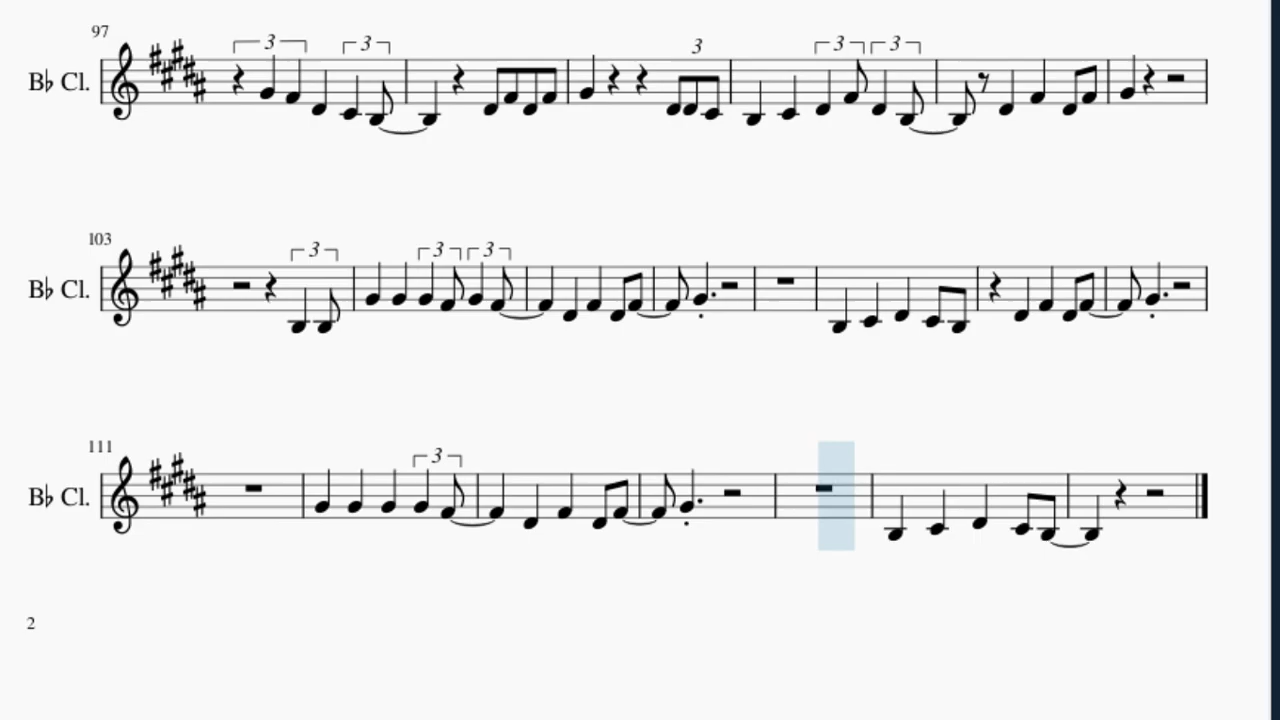 97
3 3 3 3 3
B♭ Cl.
103
3 3 3
B♭ Cl.
111
3
B♭ Cl.
2